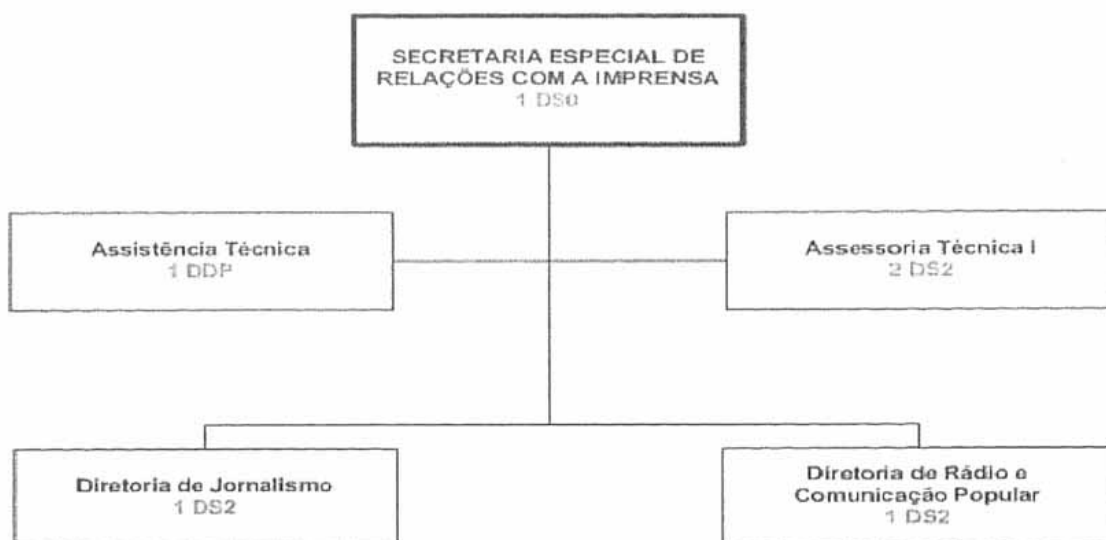 SECRETARIA ESPECIAL DE
RELAÇÕES COM A IMPRENSA
1 DS0
Assistência Técnica
1 DDP
Assessoria Técnica I
2 DS2
Diretoria de Jornalismo
1 DS2
Diretoria de Rádio e
Comunicação Popular
1 DS2